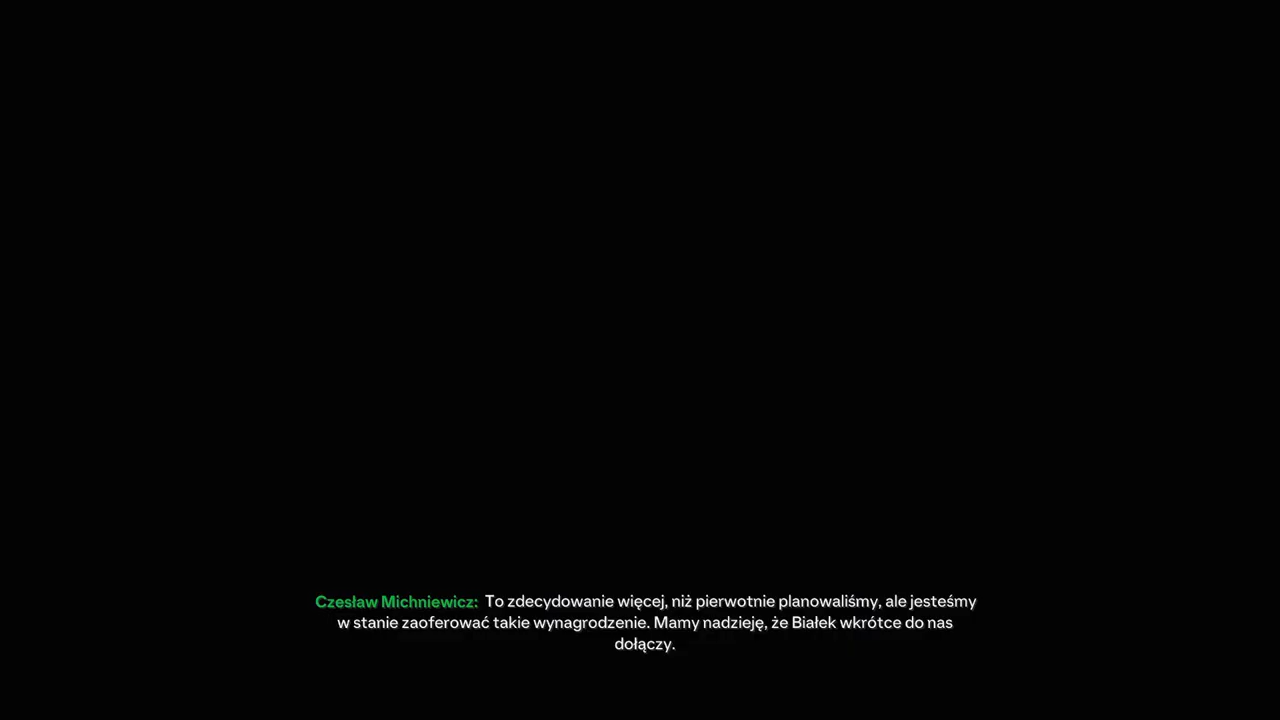 Czesław Michniewicz: To zdecydowanie więcej, niż pierwotnie planowaliśmy, ale jesteśmy
w stanie zaoferować takie wynagrodzenie. Mamy nadzieję, że Białek wkrótce do nas
dołączy.